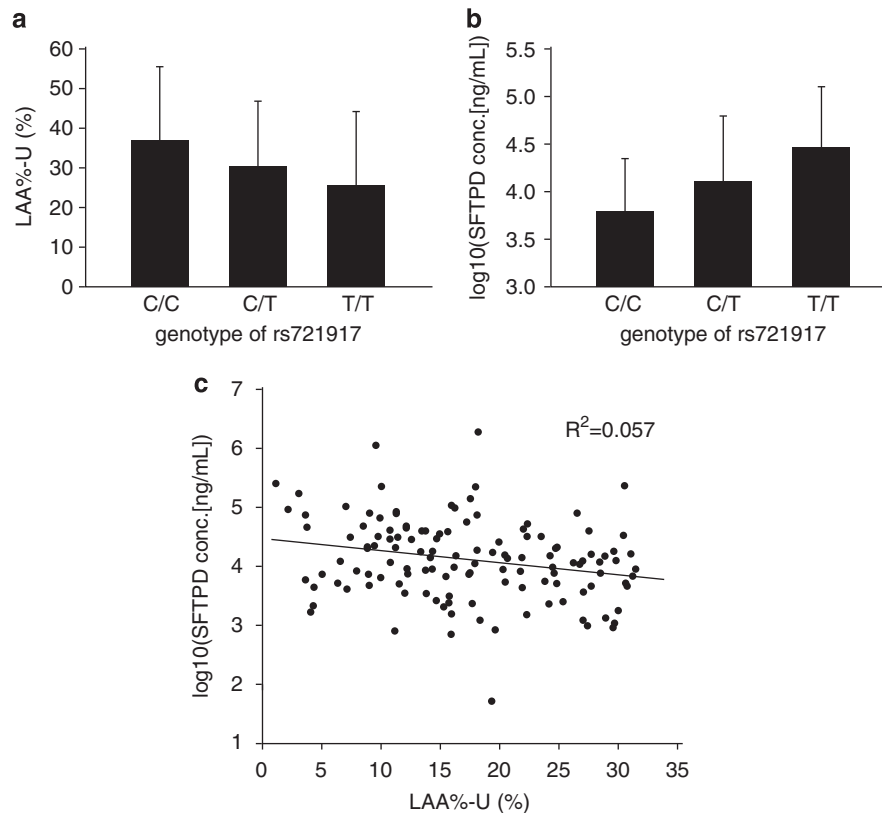 a
LAA%-U (%)
60
50
40
30
20
10
0
C/C C/T T/T
genotype of rs721917
b
log10(SFTPD conc.[ng/mL])
5.5
5.0
4.5
4.0
3.5
3.0
C/C C/T T/T
genotype of rs721917
c
log10(SFTPD conc.[ng/mL])
7
6
5
4
3
2
1
R²=0.057
0 5 10 15 20 25 30 35
LAA%-U (%)